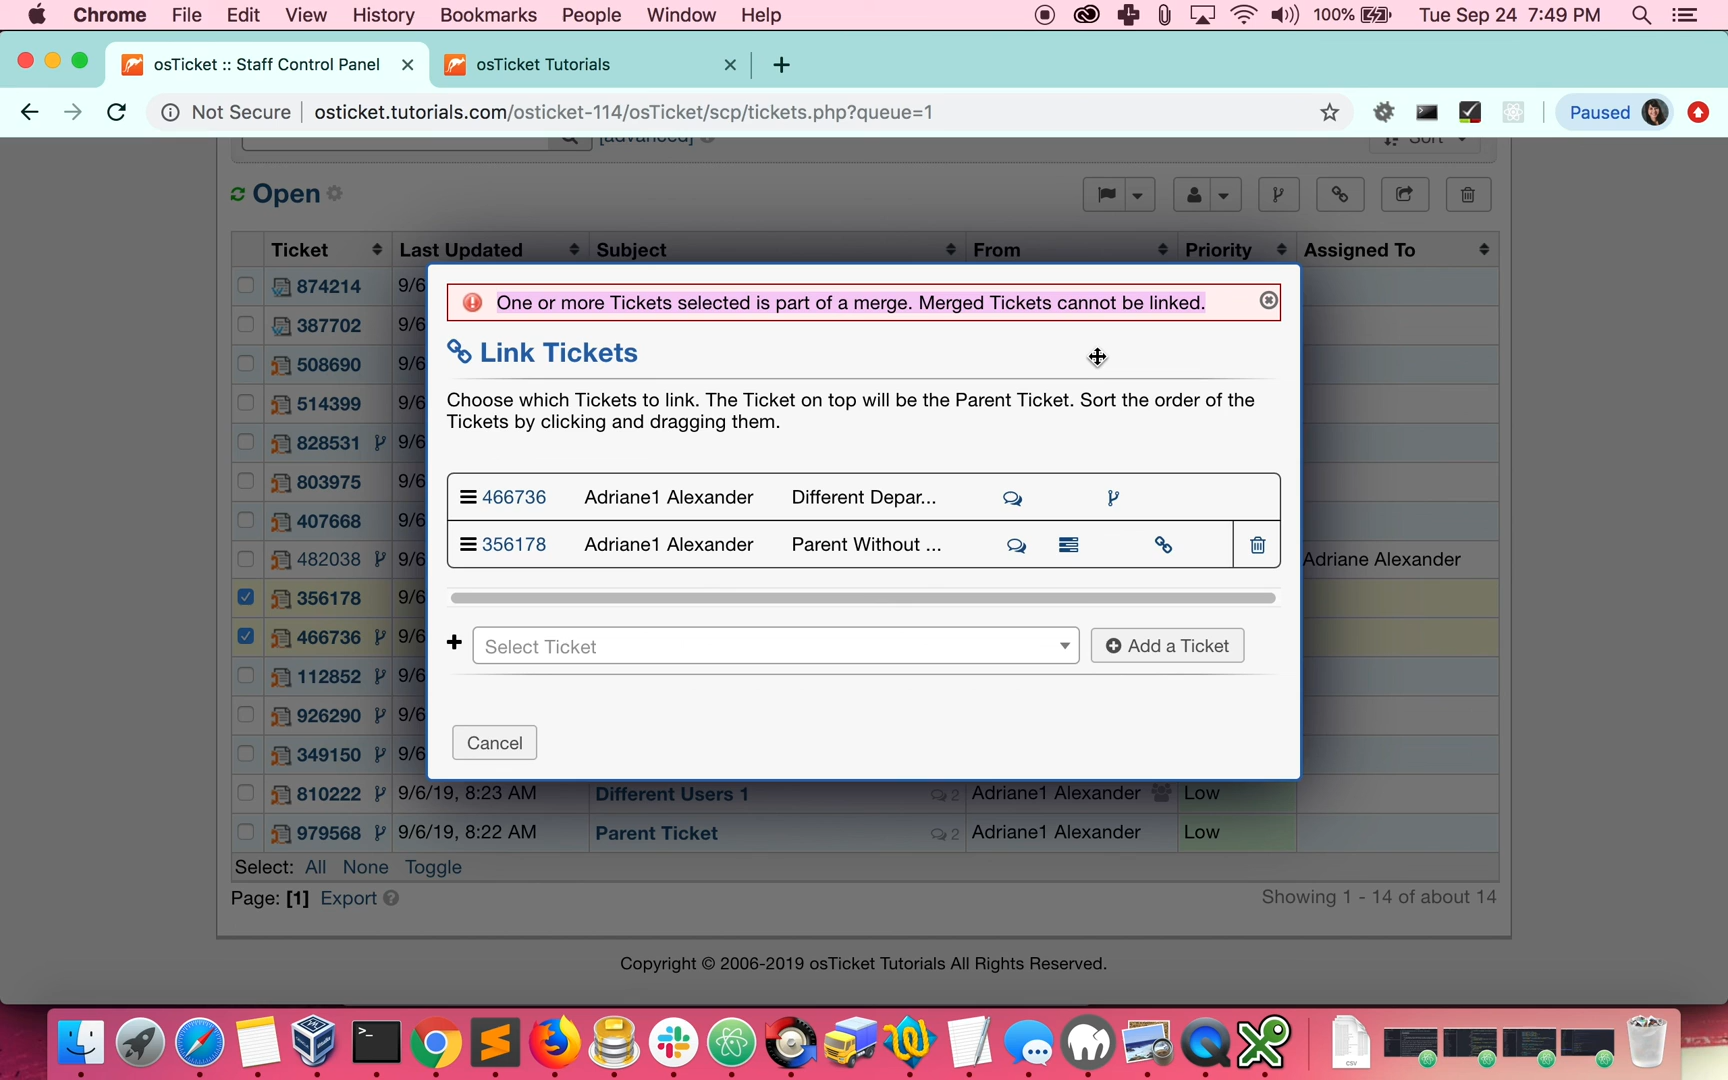 Chrome File Edit View History Bookmarks People Window Help 100% Tue Sep 24 7:49 PM
osTicket :: Staff Control Panel osTicket Tutorials
Not Secure osticket.tutorials.com/osticket-114/osTicket/scp/tickets.php?queue=1 Paused
[advanced] Sort
Open
Ticket Last Updated Subject From Priority Assigned To
874214 9/6
387702 9/6
508690 9/6
514399 9/6
828531 9/6
803975 9/6
407668 9/6
482038 9/6 Adriane Alexander
356178 9/6
466736 9/6
112852 9/6
926290 9/6
349150 9/6
One or more Tickets selected is part of a merge. Merged Tickets cannot be linked.
Link Tickets
Choose which Tickets to link. The Ticket on top will be the Parent Ticket. Sort the order of the
Tickets by clicking and dragging them.
466736 Adriane1 Alexander Different Depar...
356178 Adriane1 Alexander Parent Without ...
Select Ticket Add a Ticket
Cancel
810222 9/6/19, 8:23 AM Different Users 1 2 Adriane1 Alexander Low
979568 9/6/19, 8:22 AM Parent Ticket 2 Adriane1 Alexander Low
Select: All None Toggle
Page: [1] Export Showing 1 - 14 of about 14
Copyright © 2006-2019 osTicket Tutorials All Rights Reserved.
CSV